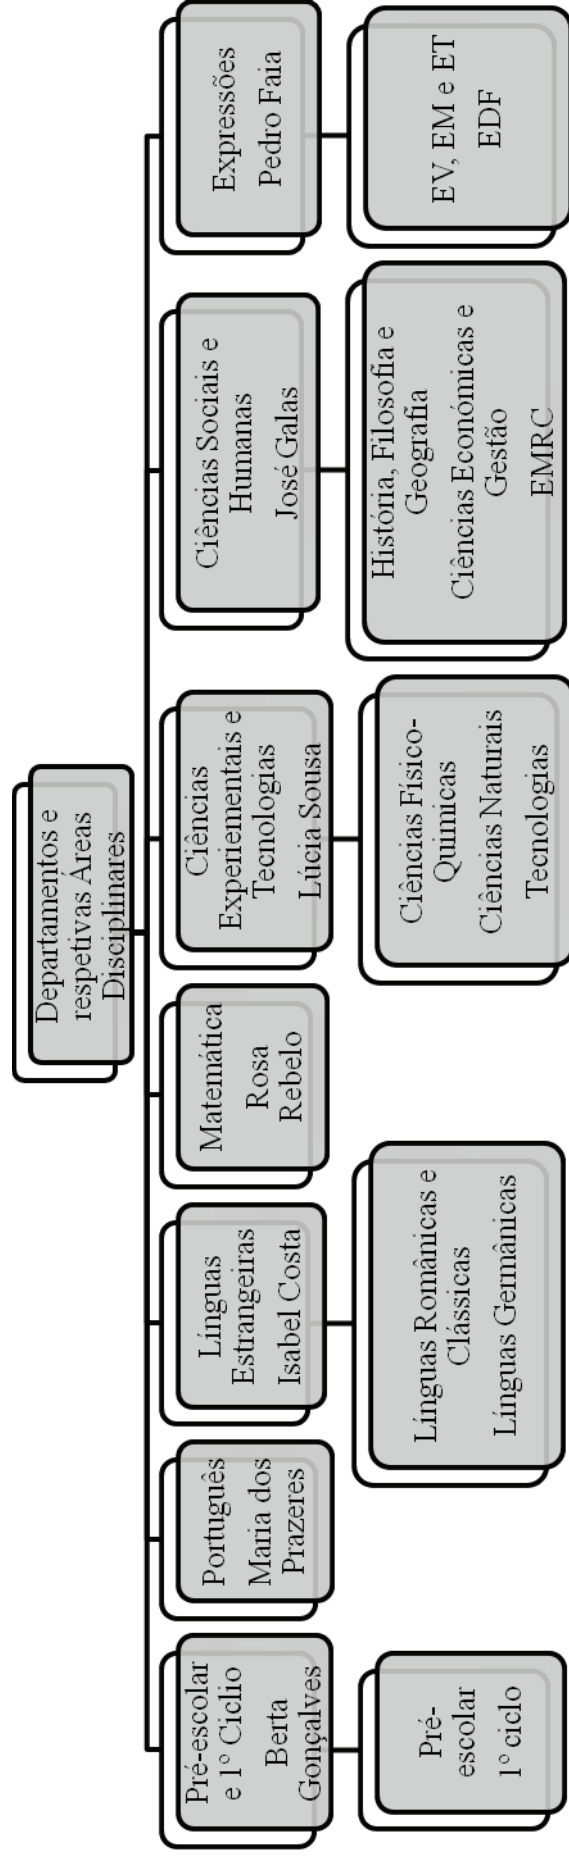 Departamentos e
respetivas Áreas
Disciplinares
Pré-escolar
e 1º Ciclio
Berta
Gonçalves
Pré-
escolar
1º ciclo
Português
Maria dos
Prazeres
Línguas
Estrangeiras
Isabel Costa
Línguas Românicas e
Clássicas
Línguas Germânicas
Matemática
Rosa
Rebelo
Ciências
Experiementais e
Tecnologias
Lúcia Sousa
Ciências Físico-
Quimicas
Ciências Naturais
Tecnologias
Ciências Sociais e
Humanas
José Galas
História, Filosofia e
Geografia
Ciências Económicas e
Gestão
EMRC
Expressões
Pedro Faia
EV, EM e ET
EDF